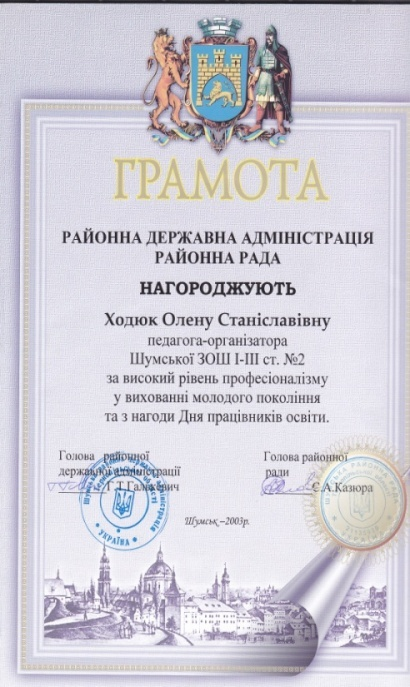 ГРАМОТА
РАЙОННА ДЕРЖАВНА АДМІНІСТРАЦІЯ
РАЙОННА РАДА
НАГОРОДЖУЮТЬ
Ходюк Олену Станіславівну
педагога-організатора
Шумської ЗОШ І-ІІІ ст. №2
за високий рівень професіоналізму
у вихованні молодого покоління
та з нагоди Дня працівників освіти.
Голова районної
державної адміністрації
Г.Т.Галкевич
Голова районної
ради
Є.А.Казюра
УКРАЇНА
Шумськ – 2003р.